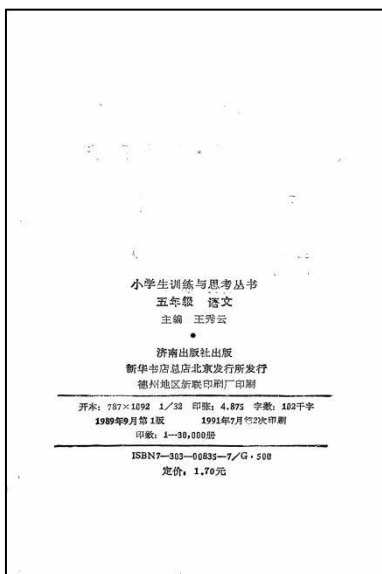 小学生训练与思考丛书
五年级 语文
主编 王秀云
●
济南出版社出版
新华书店总店北京发行所发行
德州地区新联印刷厂印刷
开本：787×1092 1/32 印张：4.875 字数：102千字
1989年9月第1版 1991年7月第2次印刷
印数：1—30,000册
ISBN7—303—00835—7/G·500
定价：1.70元